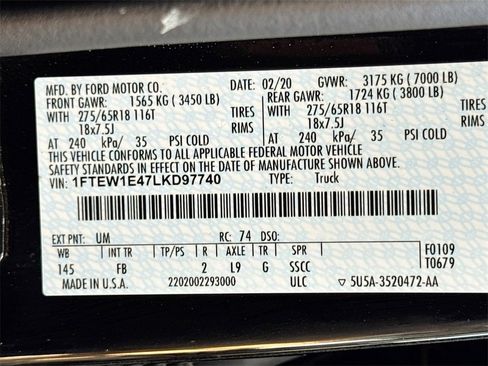 MFD. BY FORD MOTOR CO. 02/20 GVWR: 3175 KG ( 7000 LB)
FRONT GAWR: 1565 KG ( 3450 LB) REAR GAWR: 1724 KG ( 3800 LB)
WITH 275/65R18 116T TIRES WITH 275/65R18 116T TIRES
18x7.5J RIMS 18x7.5J RIMS
AT 240 kPa/ 35 PSI COLD AT 240 kPa/ 35 PSI COLD
THIS VEHICLE CONFORMS TO ALL APPLICABLE FEDERAL MOTOR VEHICLE
SAFETY STANDARDS IN EFFECT ON THE DATE OF MANUFACTURE SHOWN ABOVE.
VIN: 1FTEW1E47LKD97740 TYPE: Truck
EXT PNT: UM RC: 74 DSO:
WB INT TR TP/PS R AXLE TR SPR F0109
145 FB 2 L9 G SSCC T0679
MADE IN U.S.A. 2202002293000 ULC ▽ 5U5A-3520472-AA